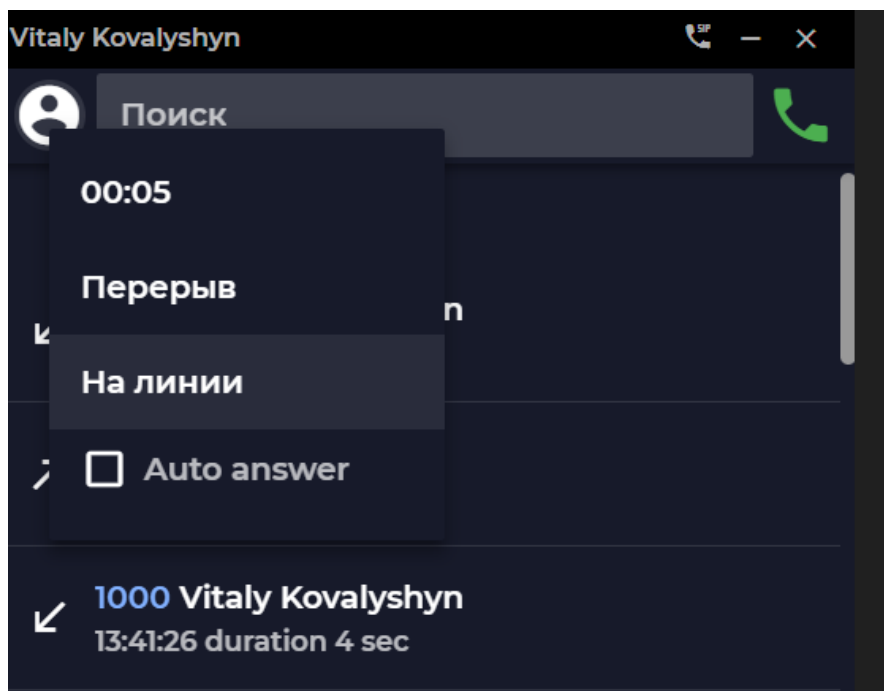 Vitaly Kovalyshyn
SIP
Поиск
00:05
Перерыв
n
На линии
Auto answer
1000 Vitaly Kovalyshyn
13:41:26 duration 4 sec